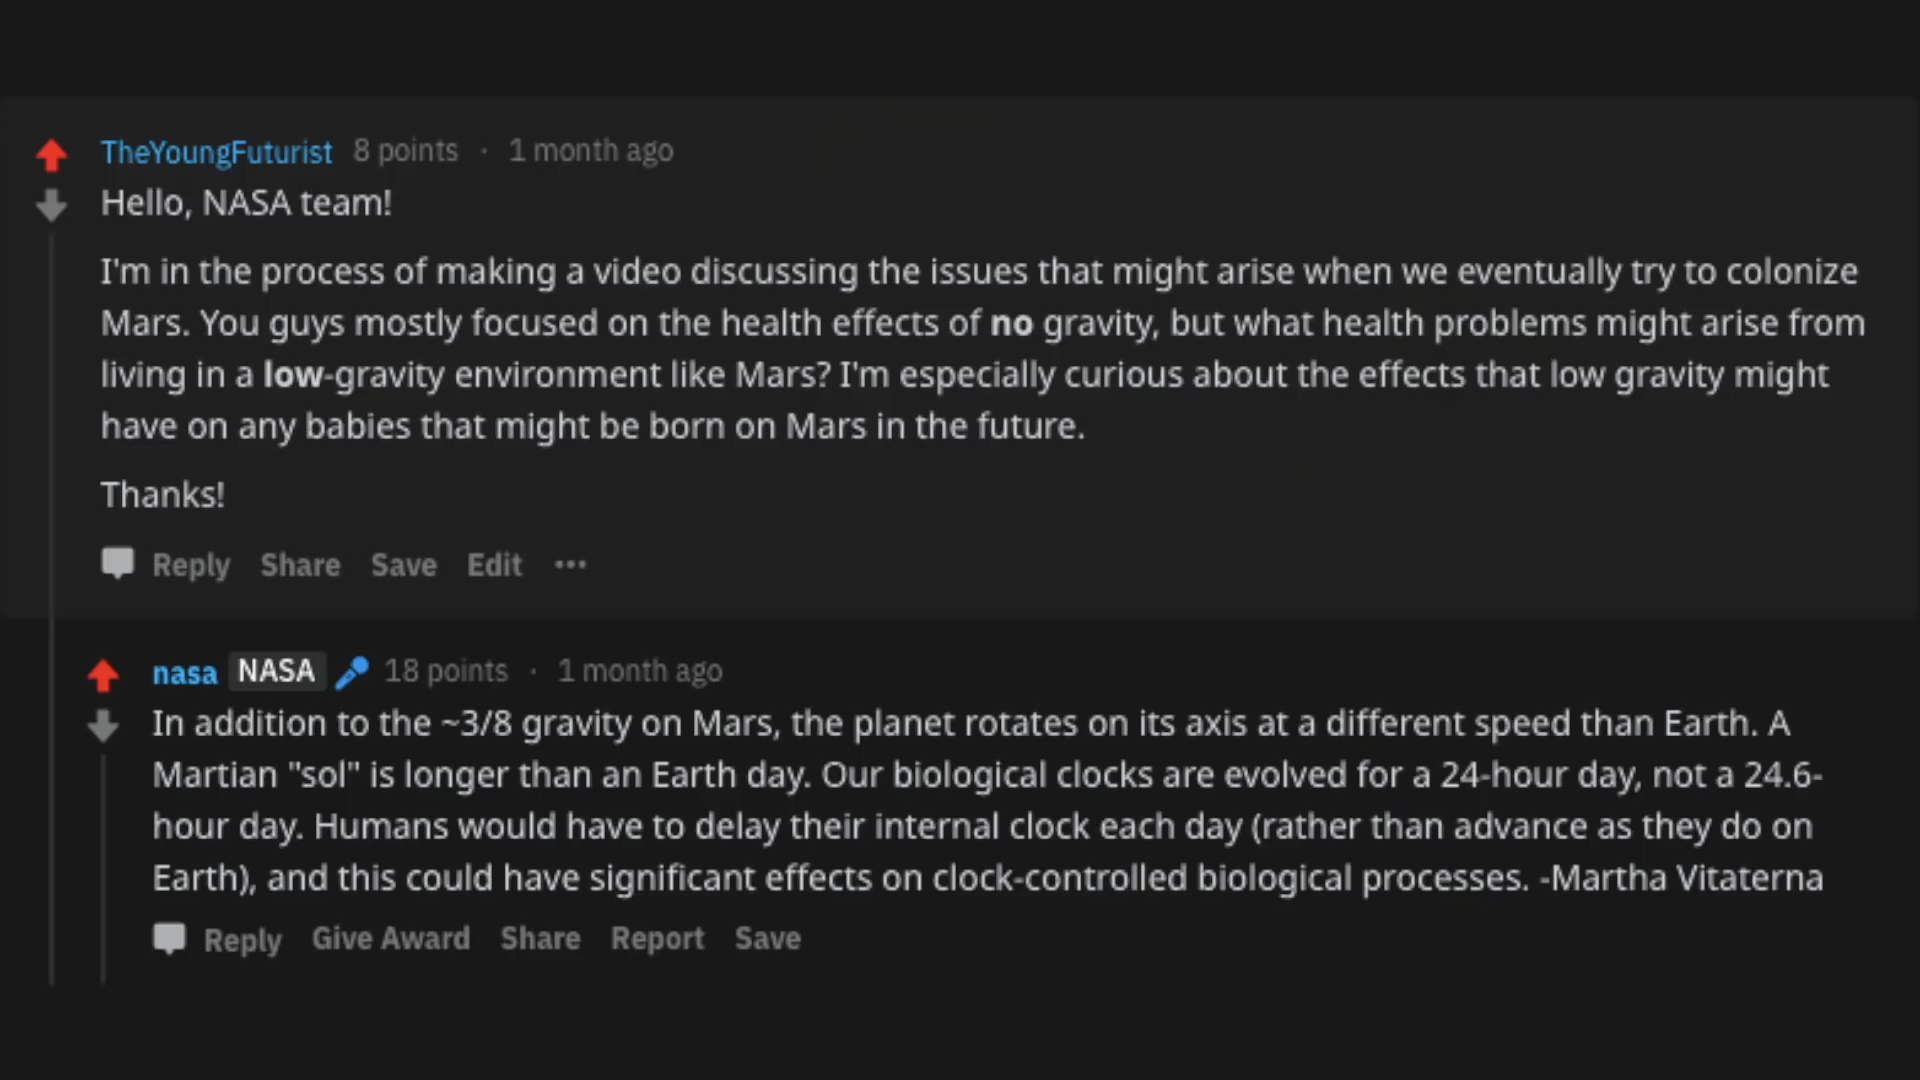 TheYoungFuturist 8 points · 1 month ago
Hello, NASA team!
I'm in the process of making a video discussing the issues that might arise when we eventually try to colonize
Mars. You guys mostly focused on the health effects of no gravity, but what health problems might arise from
living in a low-gravity environment like Mars? I'm especially curious about the effects that low gravity might
have on any babies that might be born on Mars in the future.
Thanks!
Reply Share Save Edit ···
nasa NASA 18 points · 1 month ago
In addition to the ~3/8 gravity on Mars, the planet rotates on its axis at a different speed than Earth. A
Martian "sol" is longer than an Earth day. Our biological clocks are evolved for a 24-hour day, not a 24.6-
hour day. Humans would have to delay their internal clock each day (rather than advance as they do on
Earth), and this could have significant effects on clock-controlled biological processes. -Martha Vitaterna
Reply Give Award Share Report Save